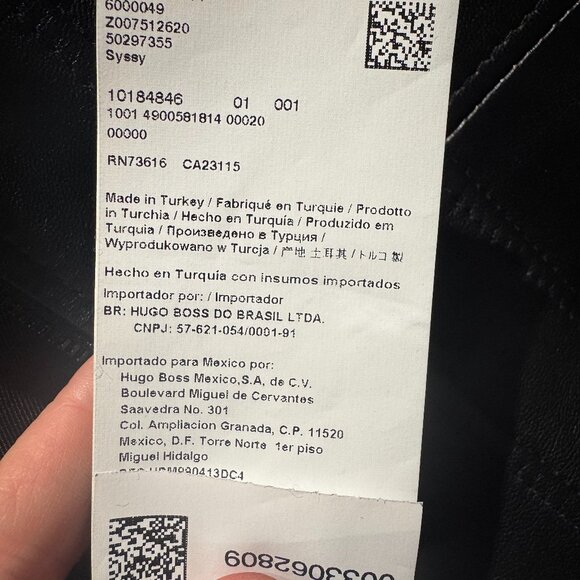 6000049
Z007512620
50297355
Syssy
10184846 01 001
1001 4900581814 00020
00000
RN73616 CA23115
Made in Turkey / Fabriqué en Turquie / Prodotto
in Turchia / Hecho en Turquía / Produzido em
Turquia / Произведено в Турции /
Wyprodukowano w Turcja / 产地 土耳其 / トルコ 製
Hecho en Turquía con insumos importados
Importador por: / Importador
BR: HUGO BOSS DO BRASIL LTDA.
CNPJ: 57-621-054/0001-91
Importado para Mexico por:
Hugo Boss Mexico,S.A, de C.V.
Boulevard Miguel de Cervantes
Saavedra No. 301
Col. Ampliacion Granada, C.P. 11520
Mexico, D.F. Torre Norte 1er piso
Miguel Hidalgo
0033062809